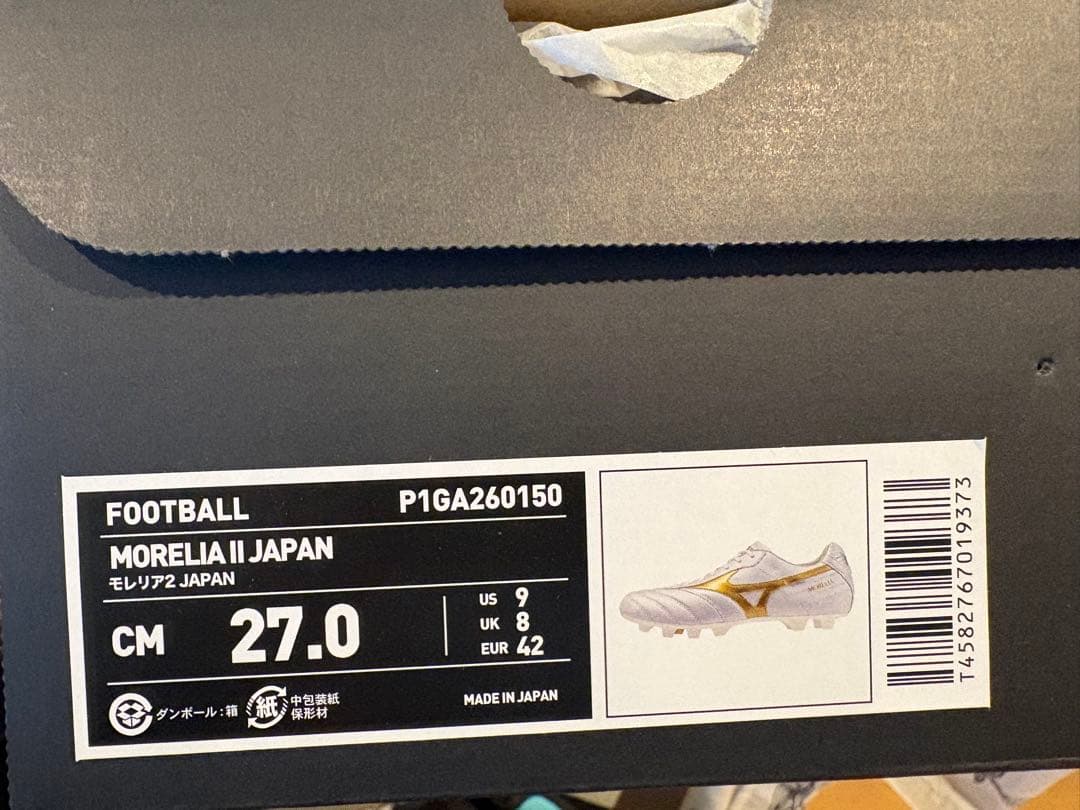 FOOTBALL P1GA260150
MORELIA II JAPAN
モレリア2 JAPAN
CM 27.0
US 9
UK 8
EUR 42
ダンボール:箱
紙
中包装紙
保形材
MADE IN JAPAN
MORELIA
T4582767019373